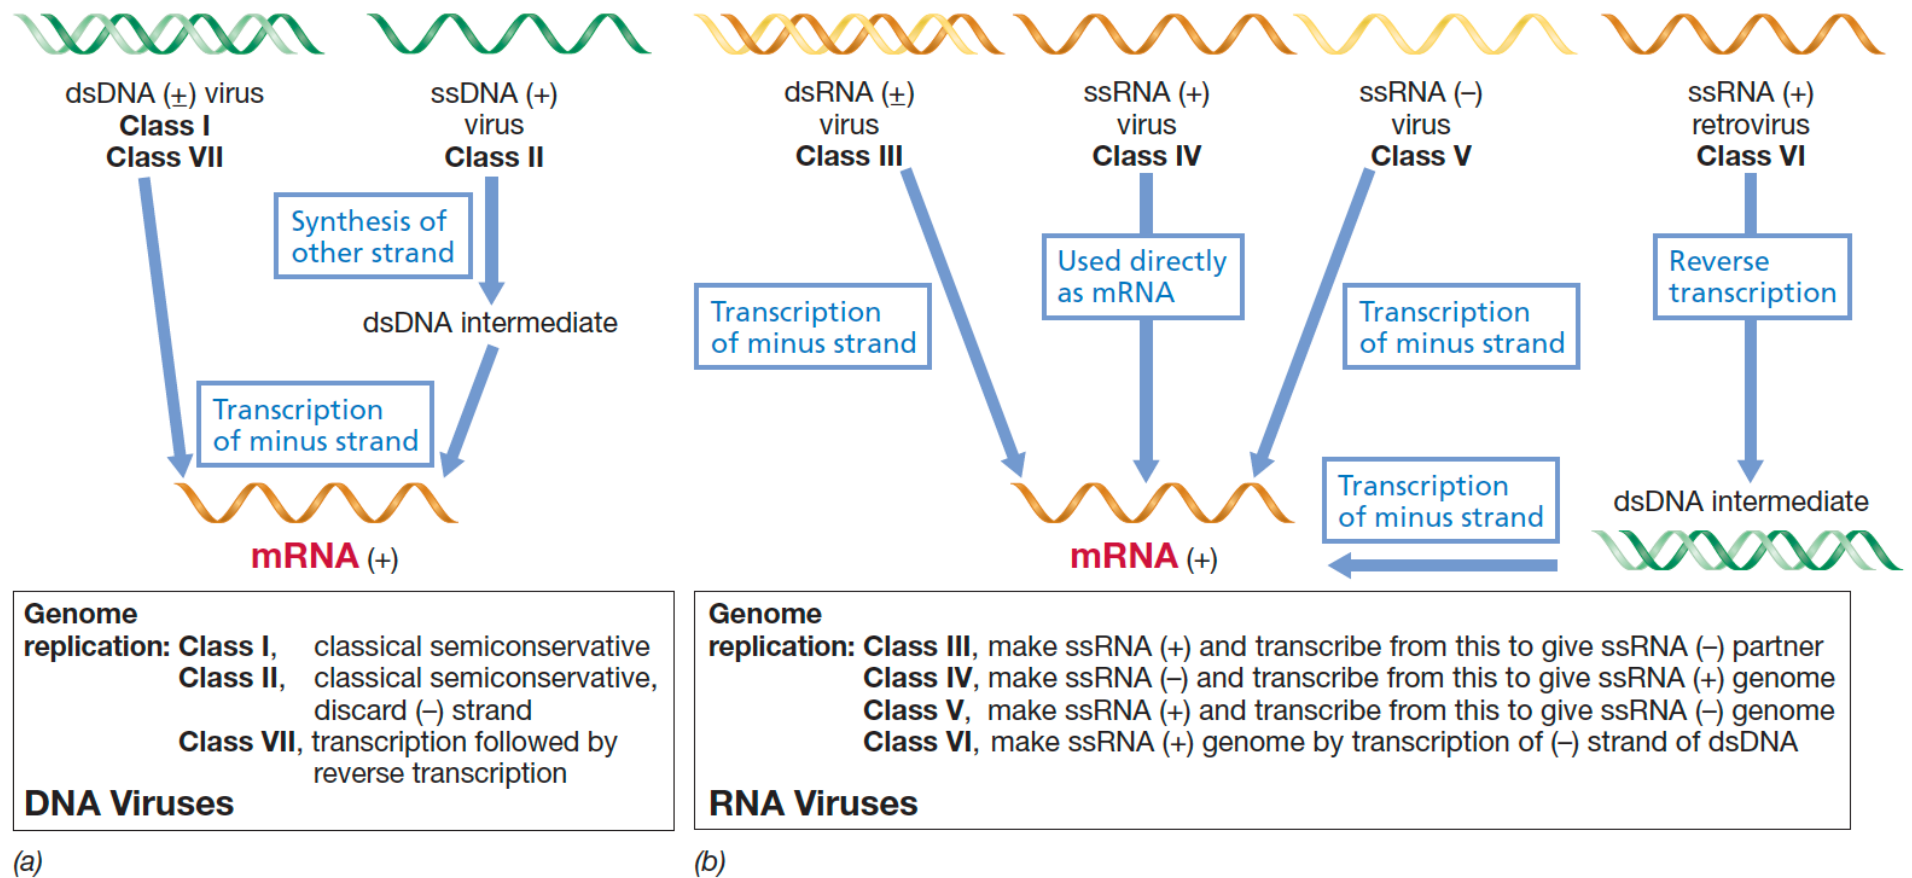 dsDNA (±) virus
Class I
Class VII
ssDNA (+)
virus
Class II
Synthesis of
other strand
dsDNA intermediate
Transcription
of minus strand
mRNA (+)
Genome
replication: Class I, classical semiconservative
Class II, classical semiconservative,
discard (–) strand
Class VII, transcription followed by
reverse transcription
DNA Viruses
(a)
dsRNA (±)
virus
Class III
ssRNA (+)
virus
Class IV
ssRNA (–)
virus
Class V
ssRNA (+)
retrovirus
Class VI
Transcription
of minus strand
Used directly
as mRNA
Transcription
of minus strand
Reverse
transcription
dsDNA intermediate
Transcription
of minus strand
mRNA (+)
Genome
replication: Class III, make ssRNA (+) and transcribe from this to give ssRNA (–) partner
Class IV, make ssRNA (–) and transcribe from this to give ssRNA (+) genome
Class V, make ssRNA (+) and transcribe from this to give ssRNA (–) genome
Class VI, make ssRNA (+) genome by transcription of (–) strand of dsDNA
RNA Viruses
(b)